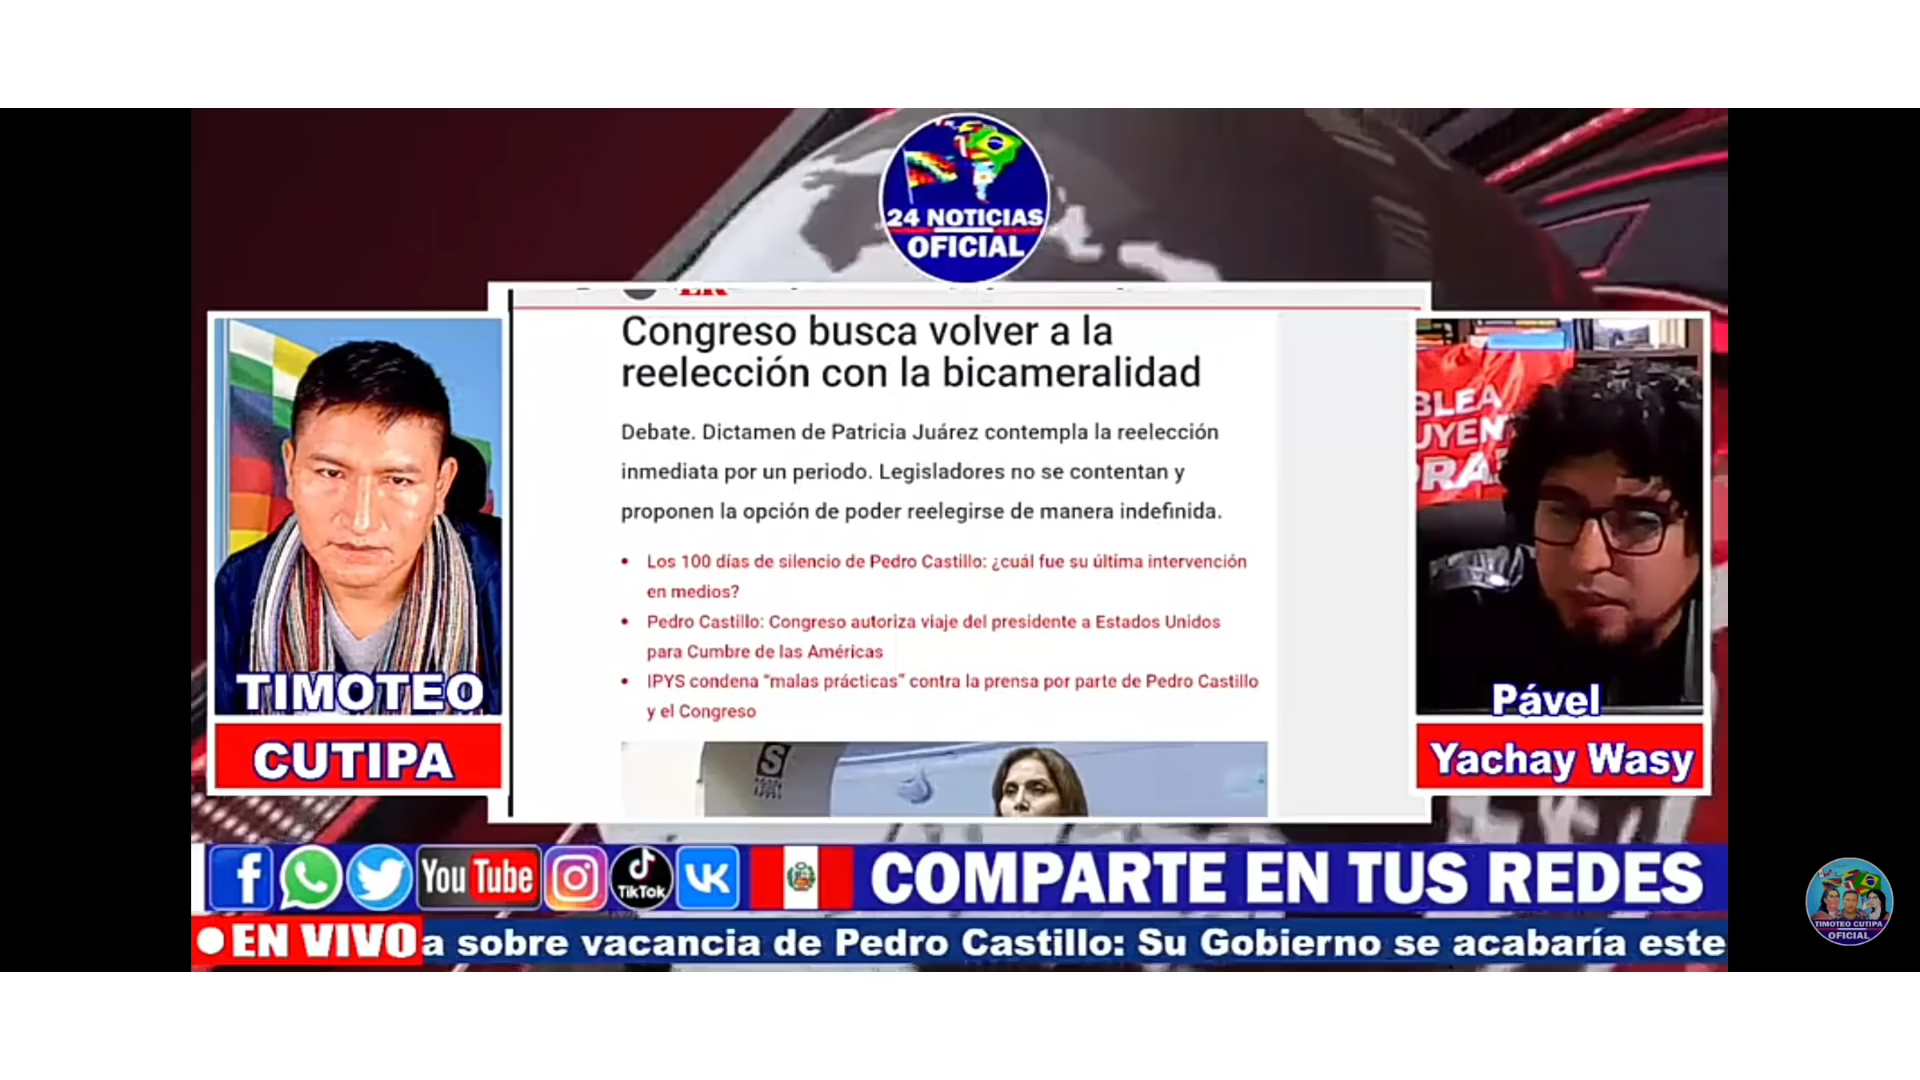 24 NOTICIAS
OFICIAL
Congreso busca volver a la
reelección con la bicameralidad
Debate. Dictamen de Patricia Juárez contempla la reelección
inmediata por un periodo. Legisladores no se contentan y
proponen la opción de poder reelegirse de manera indefinida.
• Los 100 días de silencio de Pedro Castillo: ¿cuál fue su última intervención
en medios?
• Pedro Castillo: Congreso autoriza viaje del presidente a Estados Unidos
para Cumbre de las Américas
• IPYS condena “malas prácticas” contra la prensa por parte de Pedro Castillo
y el Congreso
S
TIMOTEO
CUTIPA
BLEA
UYEN
ORA
Pável
Yachay Wasy
f
YouTube
TikTok
COMPARTE EN TUS REDES
EN VIVO
a sobre vacancia de Pedro Castillo: Su Gobierno se acabaría este
TIMOTEO CUTIPA
OFICIAL